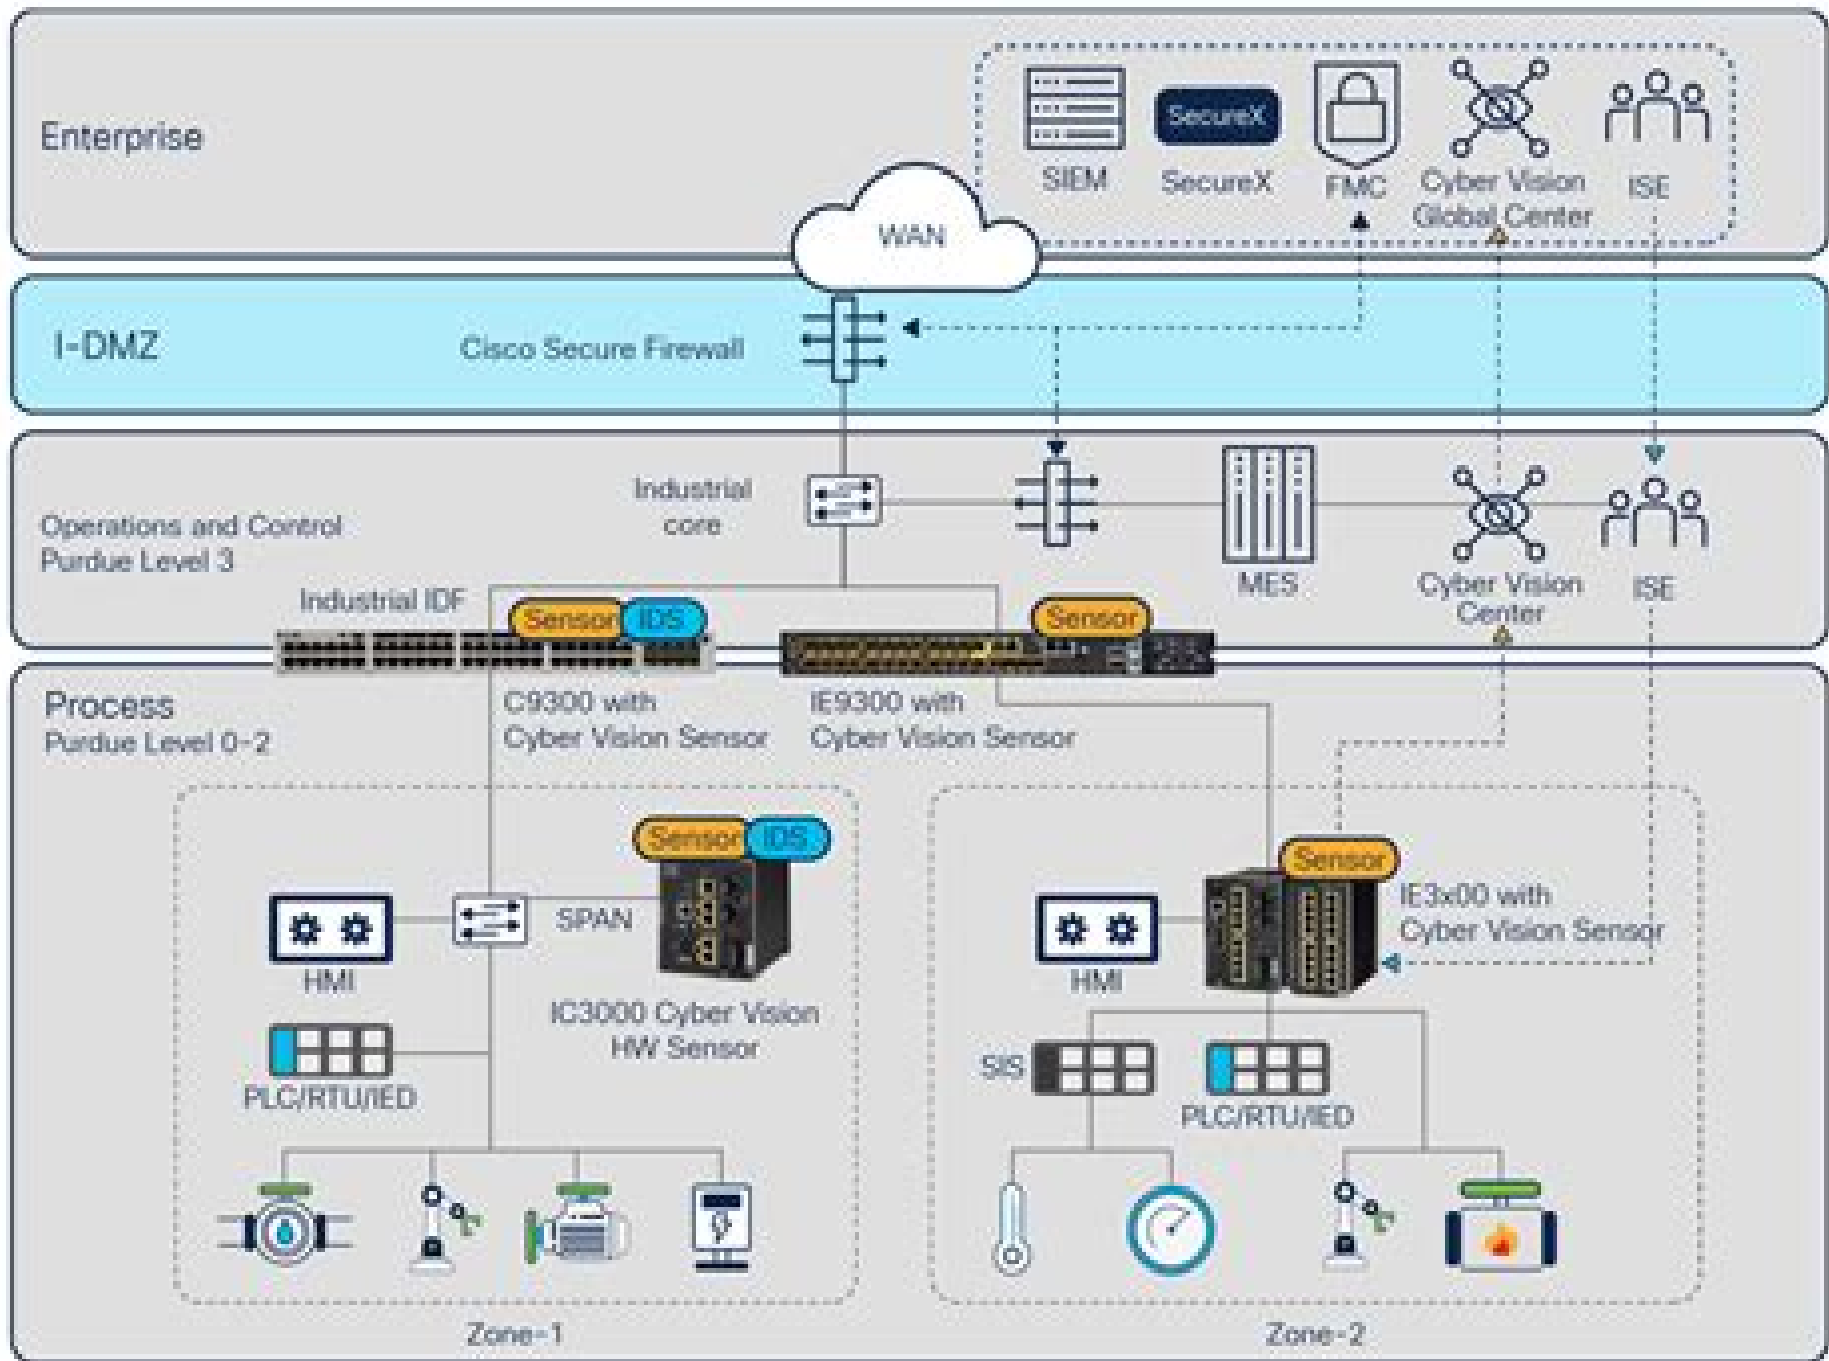 Enterprise
SecureX
SIEM
SecureX
FMC
Cyber Vision
Global Center
ISE
WAN
I-DMZ
Cisco Secure Firewall
Industrial
core
Operations and Control
Purdue Level 3
MES
Cyber Vision
Center
ISE
Industrial IDF
Sensor
IDS
Sensor
Process
Purdue Level 0-2
C9300 with
Cyber Vision Sensor
IE9300 with
Cyber Vision Sensor
Sensor
IDS
HMI
SPAN
IC3000 Cyber Vision
HW Sensor
PLC/RTU/IED
Zone-1
Sensor
IE3x00 with
Cyber Vision Sensor
HMI
SIS
PLC/RTU/IED
Zone-2